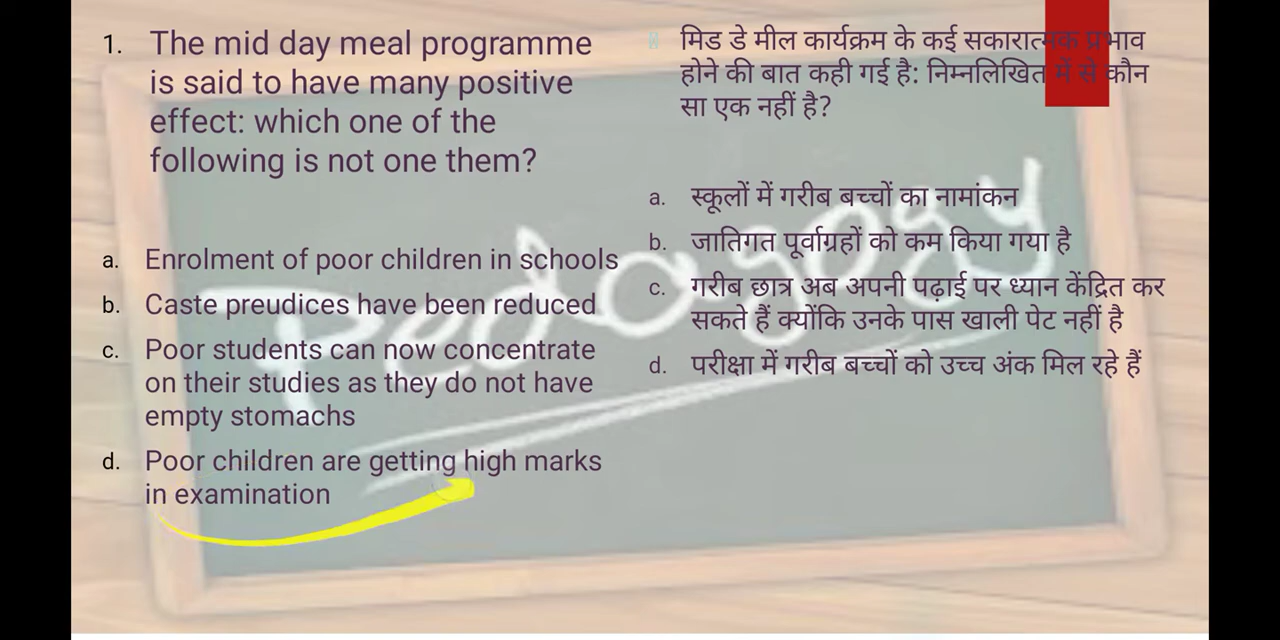 1. The mid day meal programme
is said to have many positive
effect: which one of the
following is not one them?
a. Enrolment of poor children in schools
b. Caste preudices have been reduced
c. Poor students can now concentrate
on their studies as they do not have
empty stomachs
d. Poor children are getting high marks
in examination
मिड डे मील कार्यक्रम के कई सकारात्मक प्रभाव
होने की बात कही गई है: निम्नलिखित में से कौन
सा एक नहीं है?
a. स्कूलों में गरीब बच्चों का नामांकन
b. जातिगत पूर्वाग्रहों को कम किया गया है
c. गरीब छात्र अब अपनी पढ़ाई पर ध्यान केंद्रित कर
सकते हैं क्योंकि उनके पास खाली पेट नहीं है
d. परीक्षा में गरीब बच्चों को उच्च अंक मिल रहे हैं
Pedagogy